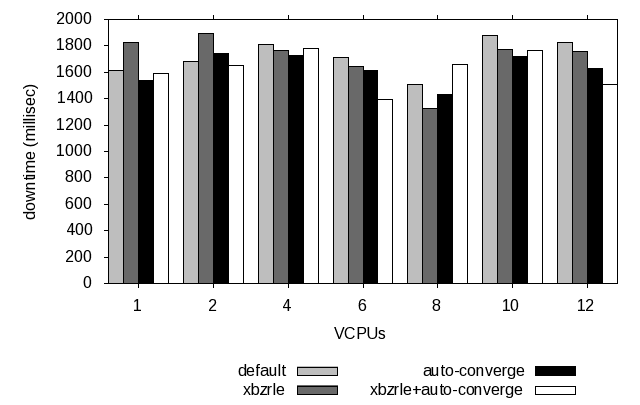 2000
1800
1600
1400
1200
1000
800
600
400
200
0
downtime (millisec)
1 2 4 6 8 10 12
VCPUs
default auto-converge
xbzrle xbzrle+auto-converge